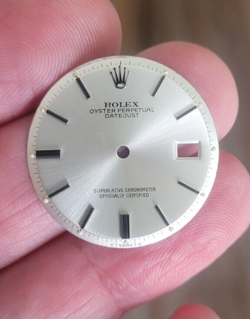 ROLEX
OYSTER PERPETUAL
DATEJUST
SUPERLATIVE CHRONOMETER
OFFICIALLY CERTIFIED